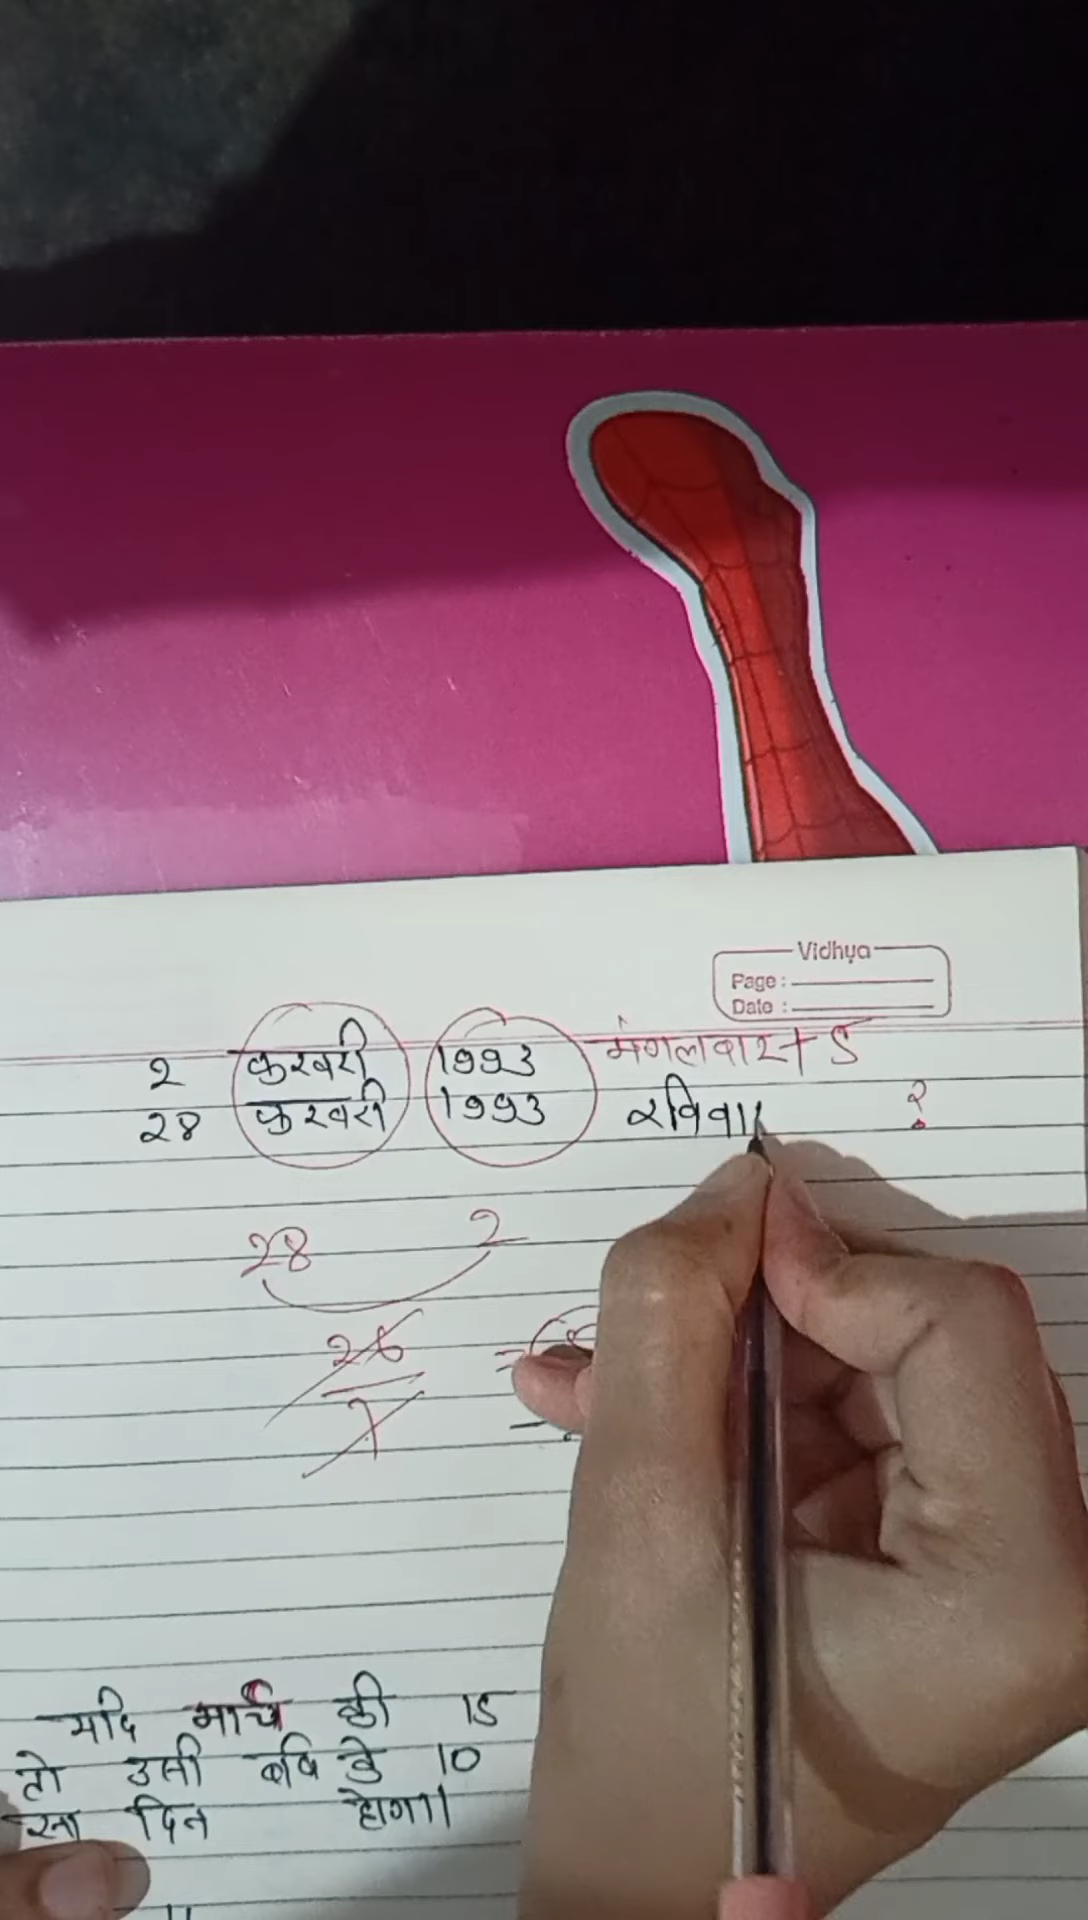 Vidhya
Page :
Date :
2 फरवरी 1993 मंगलवार + 5
28 फरवरी 1993 रविवा ?
28 2
26
7
यदि मार्च की 15
तो उसी के 10
दिन होगा।